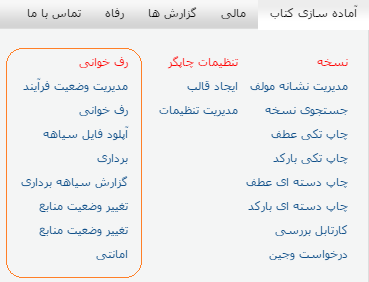 آماده سازی کتاب مالی گزارش ها رفاه تماس با ما
نسخه
مدیریت نشانه مولف
جستجوی نسخه
چاپ تکی عطف
چاپ تکی بارکد
چاپ دسته ای عطف
چاپ دسته ای بارکد
کارتابل بررسی
درخواست وجین
تنظیمات چاپگر
ایجاد قالب
مدیریت تنظیمات
رف خوانی
مدیریت وضعیت فرآیند
رف خوانی
آپلود فایل سیاهه
برداری
گزارش سیاهه برداری
تغییر وضعیت منابع
تغییر وضعیت منابع
امانتی